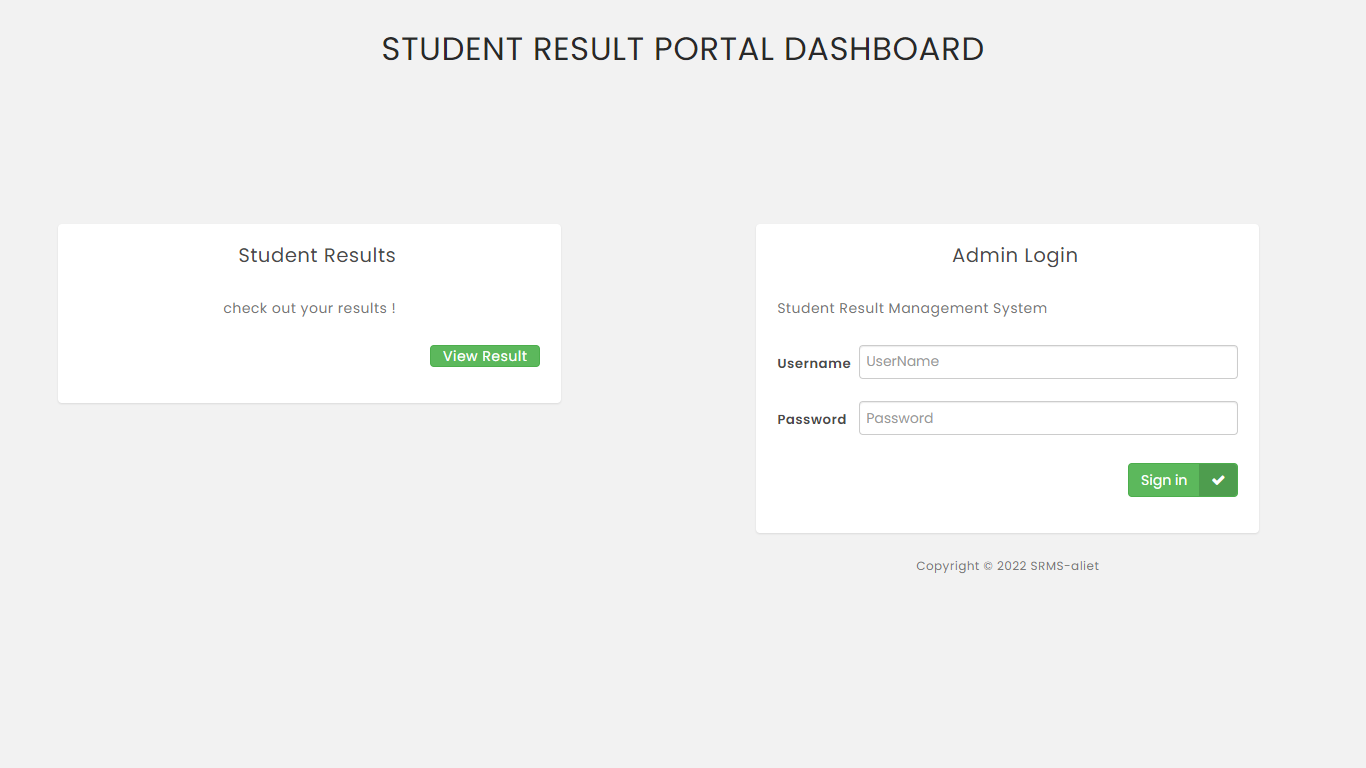 STUDENT RESULT PORTAL DASHBOARD
Student Results
check out your results !
View Result
Admin Login
Student Result Management System
Username UserName
Password Password
Sign in
Copyright © 2022 SRMS-aliet